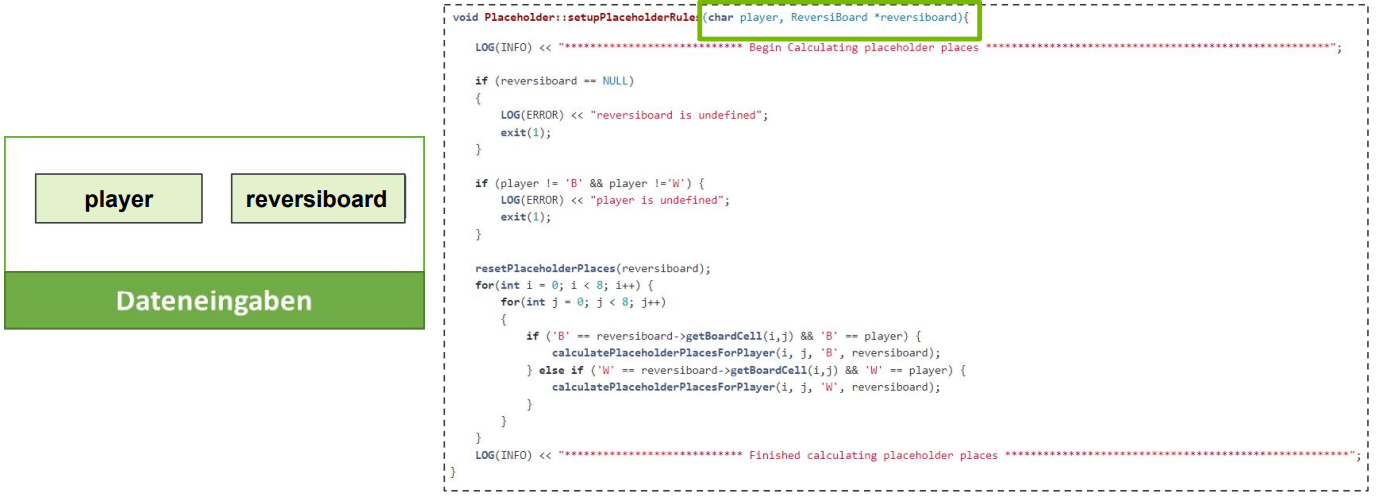 player reversiboard
Dateneingaben
void Placeholder::setupPlaceholderRules(char player, ReversiBoard *reversiboard){
LOG(INFO) << "**************************** Begin Calculating placeholder places ******************************************************";
if (reversiboard == NULL)
{
LOG(ERROR) << "reversiboard is undefined";
exit(1);
}
if (player != 'B' && player !='W') {
LOG(ERROR) << "player is undefined";
exit(1);
}
resetPlaceholderPlaces(reversiboard);
for(int i = 0; i < 8; i++) {
for(int j = 0; j < 8; j++)
{
if ('B' == reversiboard->getBoardCell(i,j) && 'B' == player) {
calculatePlaceholderPlacesForPlayer(i, j, 'B', reversiboard);
} else if ('W' == reversiboard->getBoardCell(i,j) && 'W' == player) {
calculatePlaceholderPlacesForPlayer(i, j, 'W', reversiboard);
}
}
}
LOG(INFO) << "**************************** Finished calculating placeholder places ******************************************************";
}